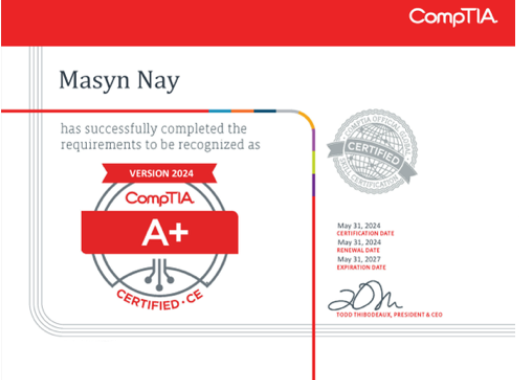 CompTIA.
Masyn Nay
has successfully completed the
requirements to be recognized as
VERSION 2024
CompTIA.
A+
CERTIFIED•CE
COMPTIA OFFICIAL GLOBAL
CERTIFIED
May 31, 2024
CERTIFICATION DATE
May 31, 2024
RENEWAL DATE
May 31, 2027
EXPIRATION DATE
TODD THIBODEAUX, PRESIDENT & CEO